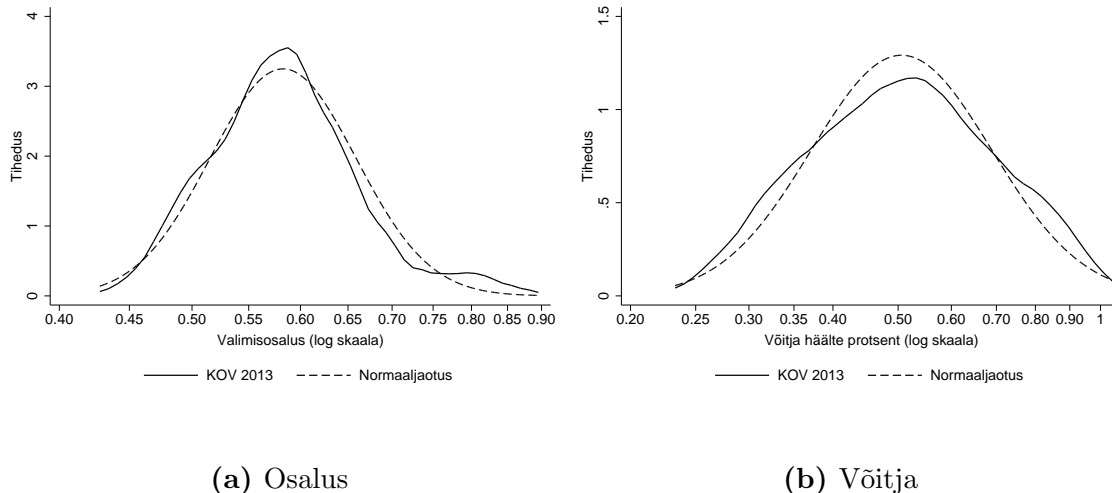 Tihedus
0 1 2 3 4
0.40 0.45 0.50 0.55 0.60 0.65 0.70 0.75 0.80 0.85 0.90
Valimisosalus (log skaala)
KOV 2013 Normaaljaotus
(a) Osalus
Tihedus
0 .5 1 1.5
0.20 0.25 0.30 0.35 0.40 0.50 0.60 0.70 0.80 0.90 1
Võitja häälte protsent (log skaala)
KOV 2013 Normaaljaotus
(b) Võitja